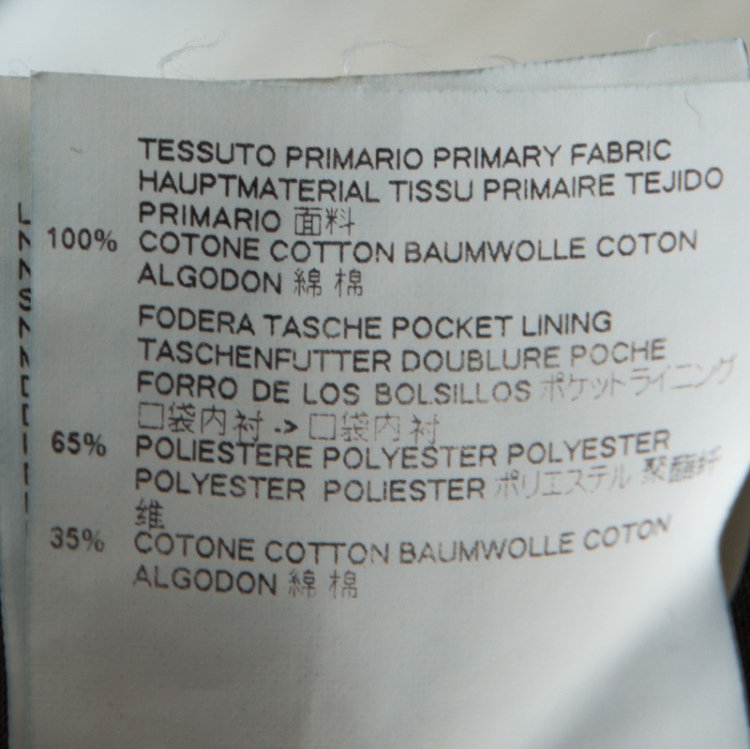 TESSUTO PRIMARIO PRIMARY FABRIC
HAUPTMATERIAL TISSU PRIMAIRE TEJIDO
PRIMARIO 面料
100% COTONE COTTON BAUMWOLLE COTON
ALGODON 綿 棉
FODERA TASCHE POCKET LINING
TASCHENFUTTER DOUBLURE POCHE
FORRO DE LOS BOLSILLOS ポケットライニング
口袋内衬 -> 口袋内衬
65% POLIESTERE POLYESTER POLYESTER
POLYESTER POLIESTER ポリエステル 聚酯纤
维
35% COTONE COTTON BAUMWOLLE COTON
ALGODON 綿 棉